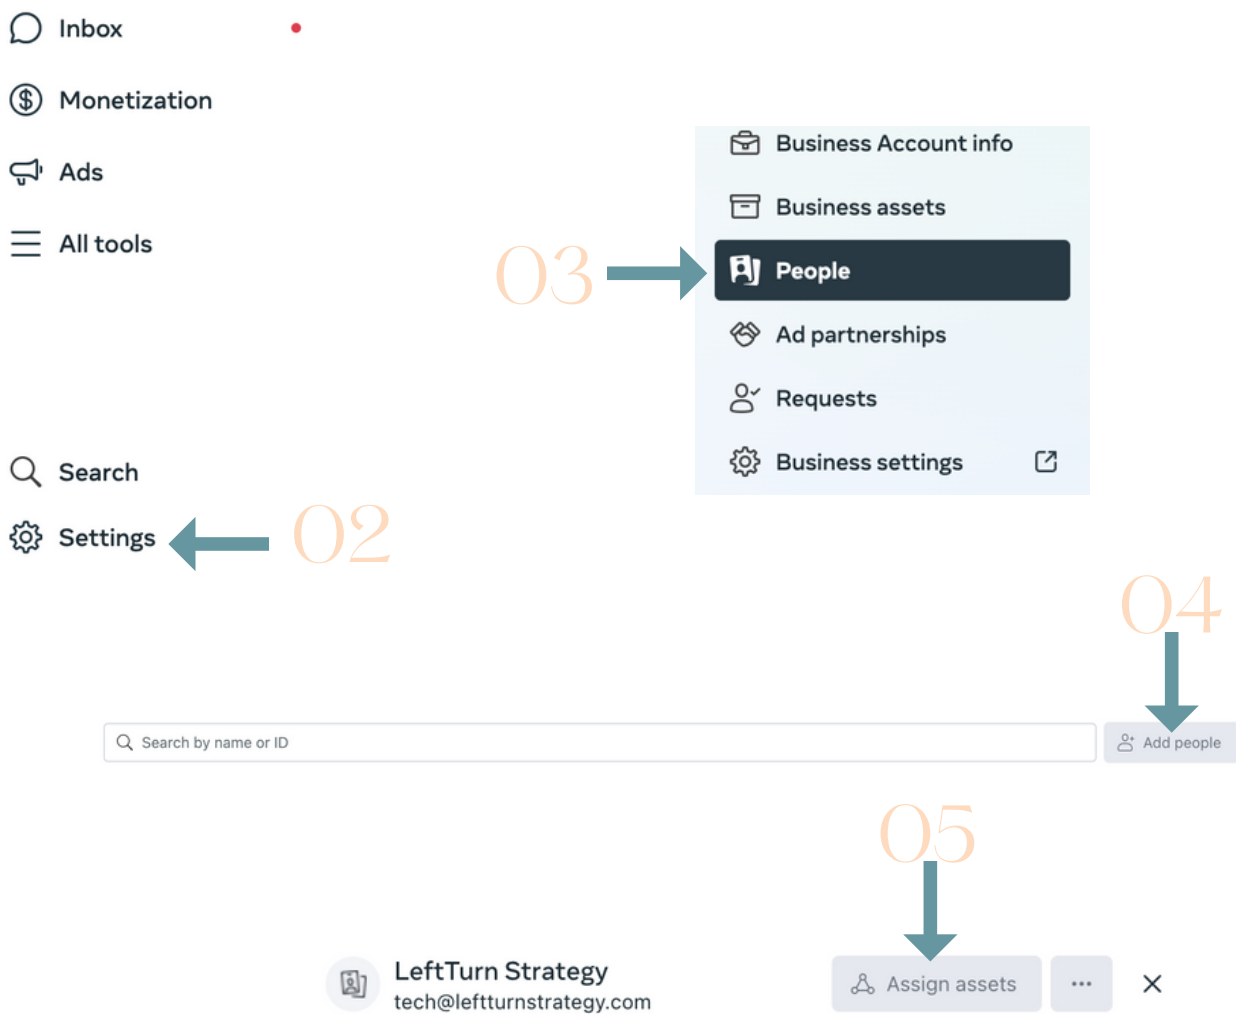 Inbox
Monetization
Ads
All tools
Business Account info
Business assets
03
People
Ad partnerships
Requests
Business settings
Search
Settings
02
04
Search by name or ID
Add people
05
LeftTurn Strategy
tech@leftturnstrategy.com
Assign assets